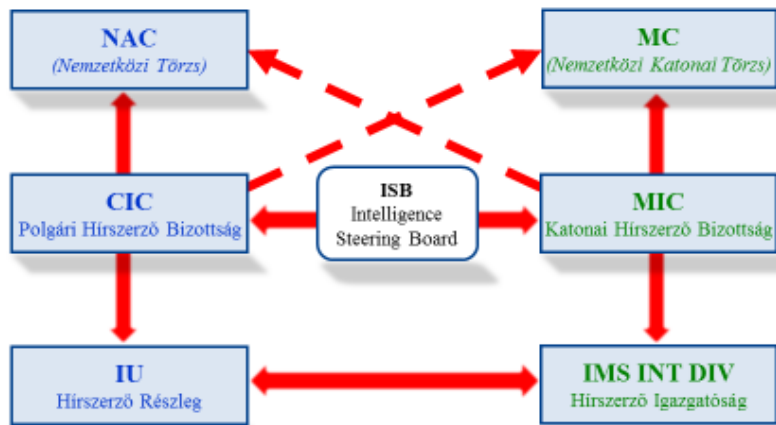 NAC
(Nemzetközi Törzs)
MC
(Nemzetközi Katonai Törzs)
CIC
Polgári Hírszerző Bizottság
ISB
Intelligence
Steering Board
MIC
Katonai Hírszerző Bizottság
IU
Hírszerző Részleg
IMS INT DIV
Hírszerző Igazgatóság